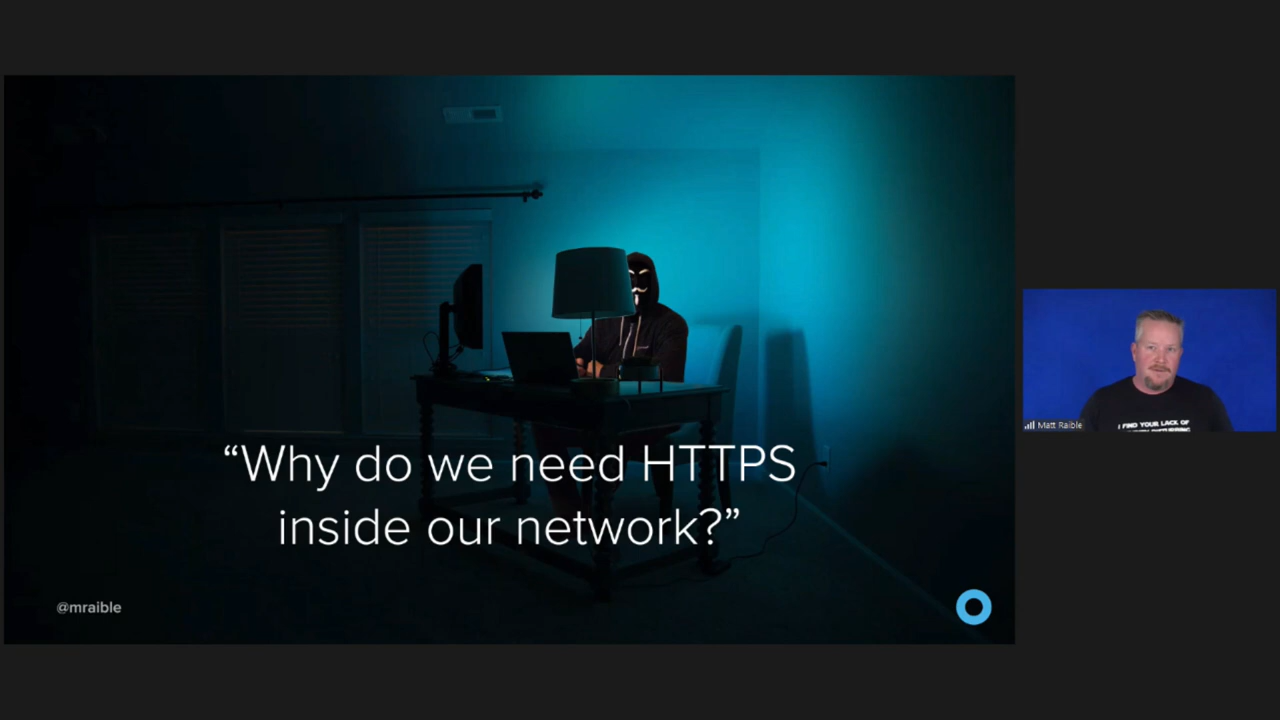 “Why do we need HTTPS
inside our network?”
@mraible
Matt Raible
I FIND YOUR LACK OF